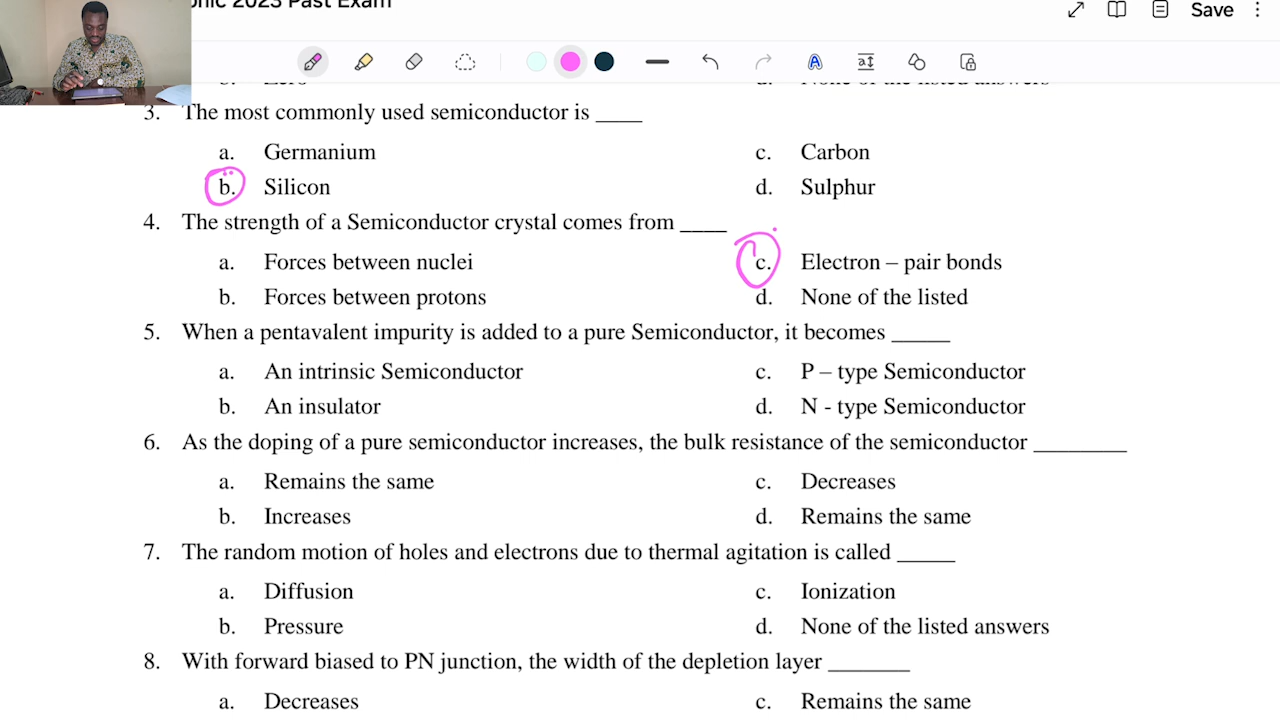 2023 Past Exam
Save
3. The most commonly used semiconductor is ____
a. Germanium c. Carbon
b. Silicon d. Sulphur
4. The strength of a Semiconductor crystal comes from ____
a. Forces between nuclei c. Electron – pair bonds
b. Forces between protons d. None of the listed
5. When a pentavalent impurity is added to a pure Semiconductor, it becomes _____
a. An intrinsic Semiconductor c. P – type Semiconductor
b. An insulator d. N - type Semiconductor
6. As the doping of a pure semiconductor increases, the bulk resistance of the semiconductor ________
a. Remains the same c. Decreases
b. Increases d. Remains the same
7. The random motion of holes and electrons due to thermal agitation is called _____
a. Diffusion c. Ionization
b. Pressure d. None of the listed answers
8. With forward biased to PN junction, the width of the depletion layer _______
a. Decreases c. Remains the same